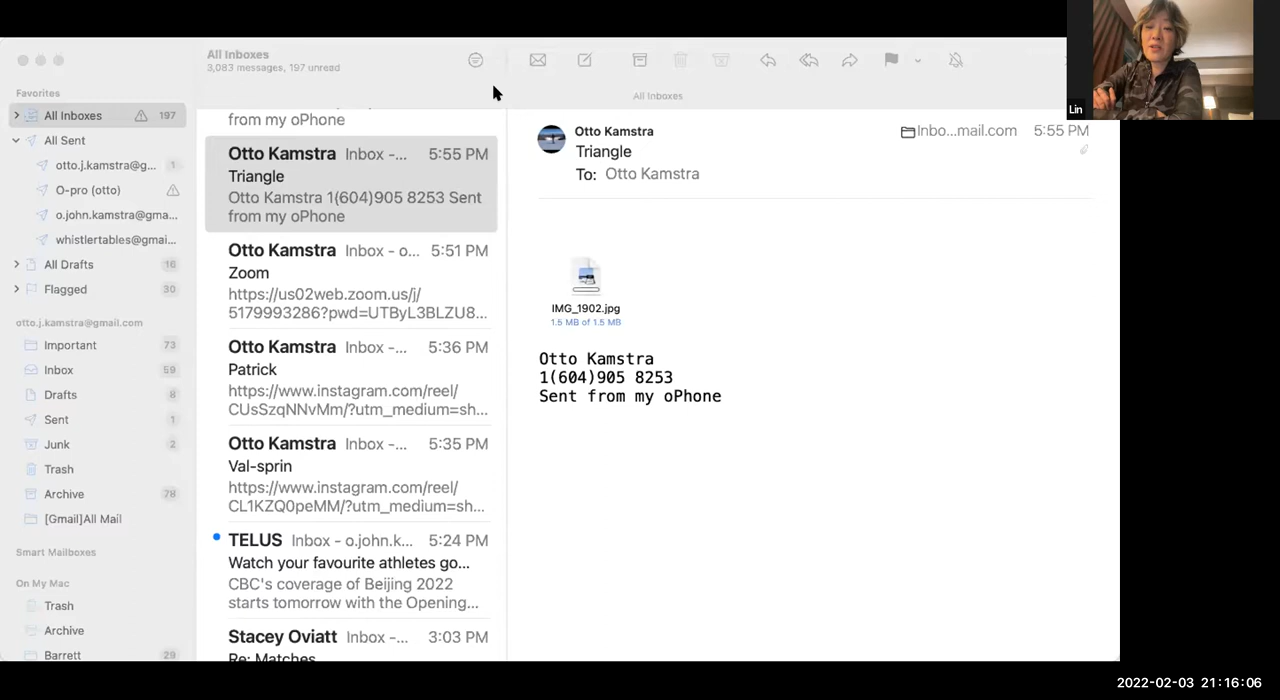 All Inboxes
3,083 messages, 197 unread
Favorites
All Inboxes 197
All Sent
otto.j.kamstra@g... 1
O-pro (otto)
o.john.kamstra@gma...
whistlertables@gmai...
All Drafts 16
Flagged 30
otto.j.kamstra@gmail.com
Important 73
Inbox 59
Drafts 8
Sent 1
Junk 2
Trash
Archive 78
[Gmail]All Mail
Smart Mailboxes
On My Mac
Trash
Archive
Barrett 29
from my oPhone
Otto Kamstra Inbox -... 5:55 PM
Triangle
Otto Kamstra 1(604)905 8253 Sent
from my oPhone
Otto Kamstra Inbox - o... 5:51 PM
Zoom
https://us02web.zoom.us/j/
5179993286?pwd=UTByL3BLZU8...
Otto Kamstra Inbox -... 5:36 PM
Patrick
https://www.instagram.com/reel/
CUsSzqNNvMm/?utm_medium=sh...
Otto Kamstra Inbox -... 5:35 PM
Val-sprin
https://www.instagram.com/reel/
CL1KZQ0peMM/?utm_medium=sh...
TELUS Inbox - o.john.k... 5:24 PM
Watch your favourite athletes go...
CBC's coverage of Beijing 2022
starts tomorrow with the Opening...
Stacey Oviatt Inbox -... 3:03 PM
Re: Matches
All Inboxes
Otto Kamstra Inbo...mail.com 5:55 PM
Triangle
To: Otto Kamstra
IMG_1902.jpg
1.5 MB of 1.5 MB
Otto Kamstra
1(604)905 8253
Sent from my oPhone
Lin
2022-02-03 21:16:06